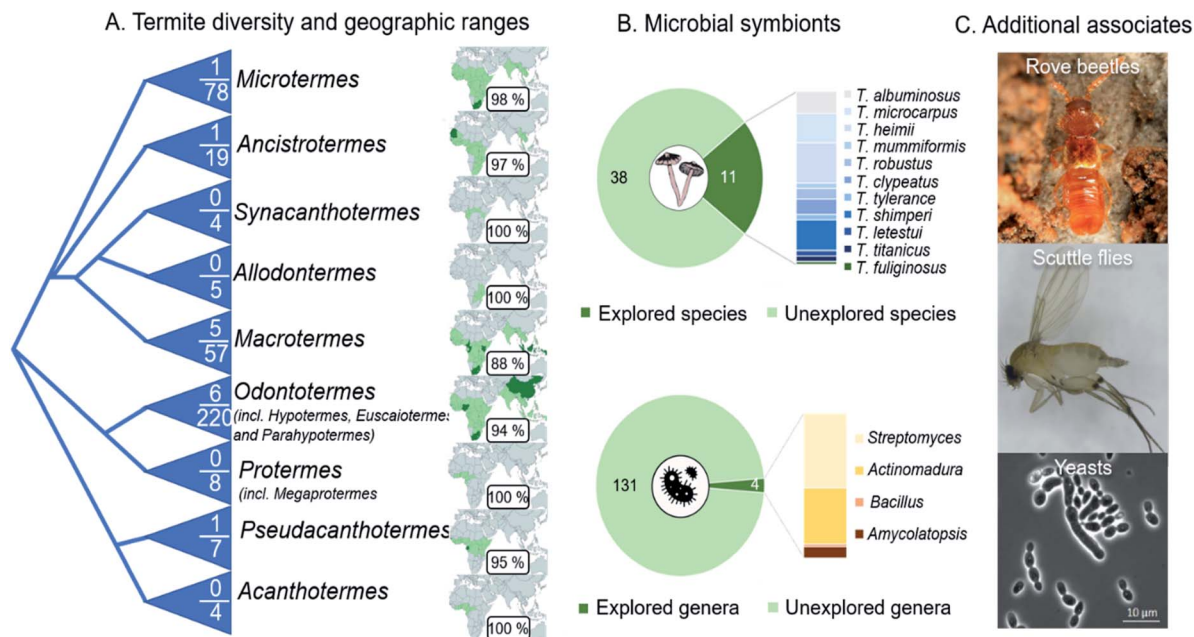 A. Termite diversity and geographic ranges
1
78
Microtermes
98 %
1
19
Ancistrotermes
97 %
0
4
Synacanthotermes
100 %
0
5
Allodontermes
100 %
5
57
Macrotermes
88 %
6
220
Odontotermes
(incl. Hypotermes, Euscaiotermes
and Parahypotermes)
94 %
0
8
Protermes
(incl. Megaprotermes
100 %
1
7
Pseudacanthotermes
95 %
0
4
Acanthotermes
100 %
B. Microbial symbionts
38
11
T. albuminosus
T. microcarpus
T. heimii
T. mummiformis
T. robustus
T. clypeatus
T. tylerance
T. shimperi
T. letestui
T. titanicus
T. fuliginosus
Explored species
Unexplored species
131
4
Streptomyces
Actinomadura
Bacillus
Amycolatopsis
Explored genera
Unexplored genera
C. Additional associates
Rove beetles
Scuttle flies
Yeasts
10 µm